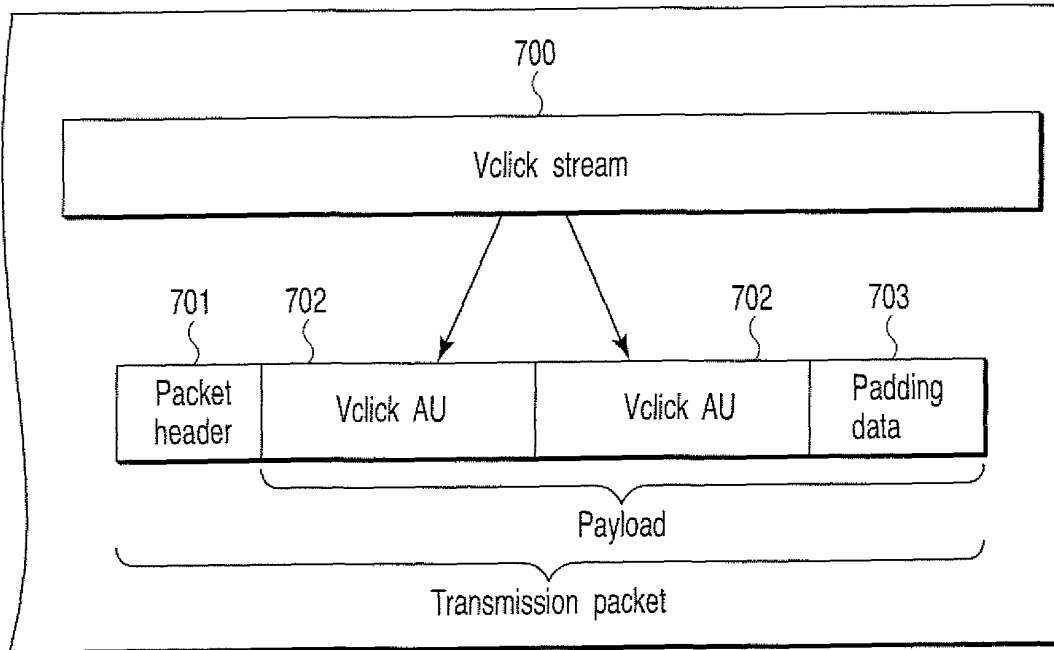 700
Vclick stream
701
702
702
703
Packet
header
Vclick AU
Vclick AU
Padding
data
Payload
Transmission packet